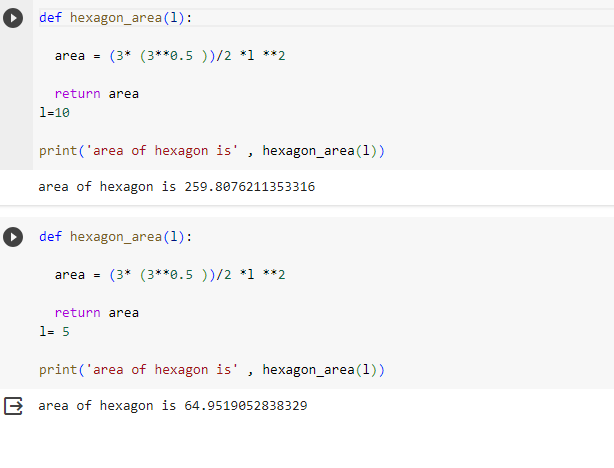 def hexagon_area(l):
area = (3* (3**0.5 ))/2 *l **2
return area
l=10
print('area of hexagon is' , hexagon_area(l))
area of hexagon is 259.8076211353316
def hexagon_area(l):
area = (3* (3**0.5 ))/2 *l **2
return area
l= 5
print('area of hexagon is' , hexagon_area(l))
area of hexagon is 64.9519052838329